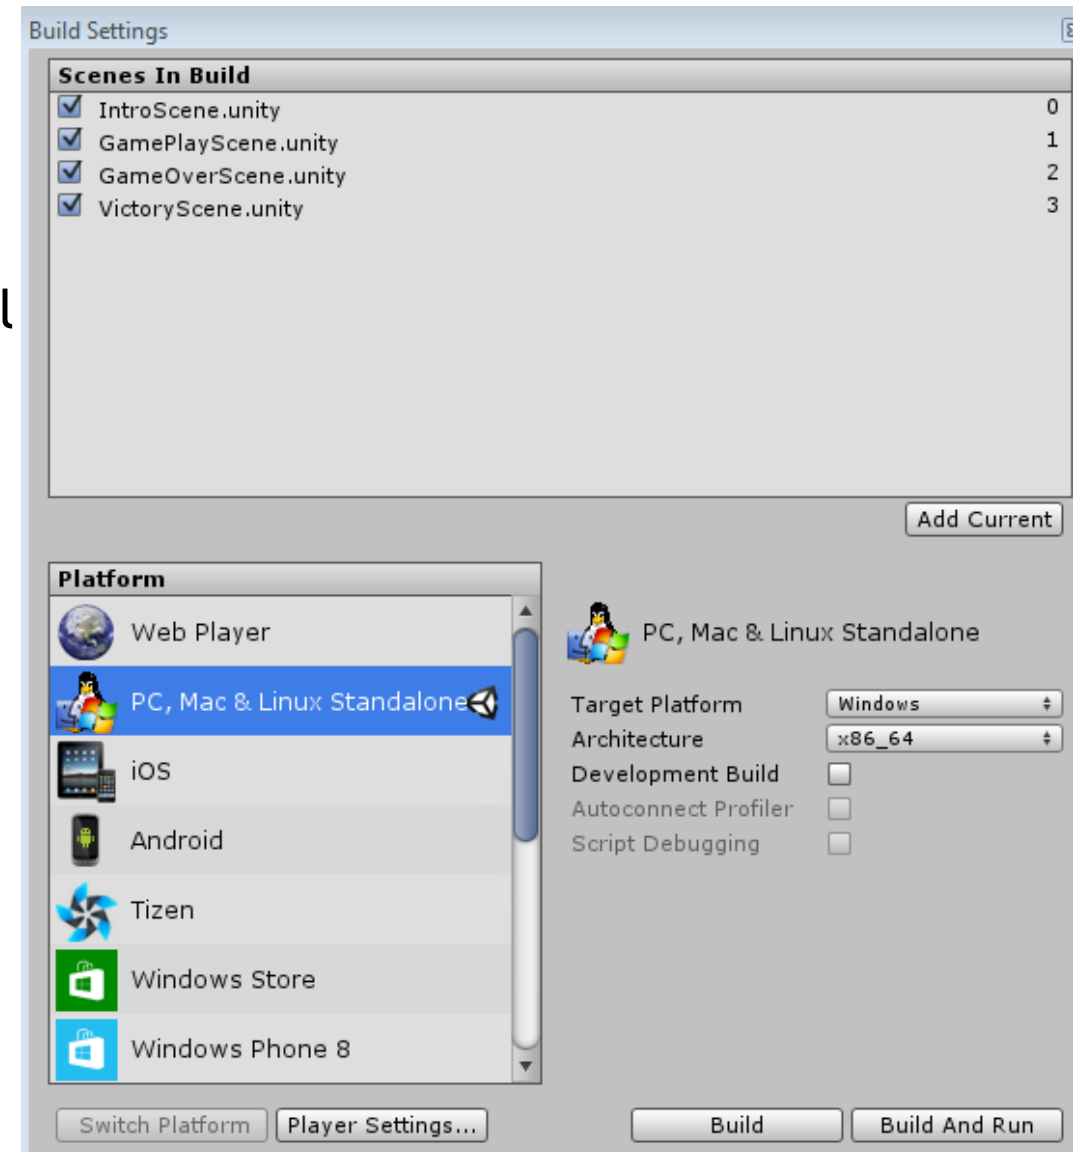 Build Settings
Scenes In Build
IntroScene.unity 0
GamePlayScene.unity 1
GameOverScene.unity 2
VictoryScene.unity 3
l
Add Current
Platform
Web Player
PC, Mac & Linux Standalone
iOS
Android
Tizen
Windows Store
Windows Phone 8
PC, Mac & Linux Standalone
Target Platform Windows
Architecture x86_64
Development Build
Autoconnect Profiler
Script Debugging
Switch Platform Player Settings... Build Build And Run